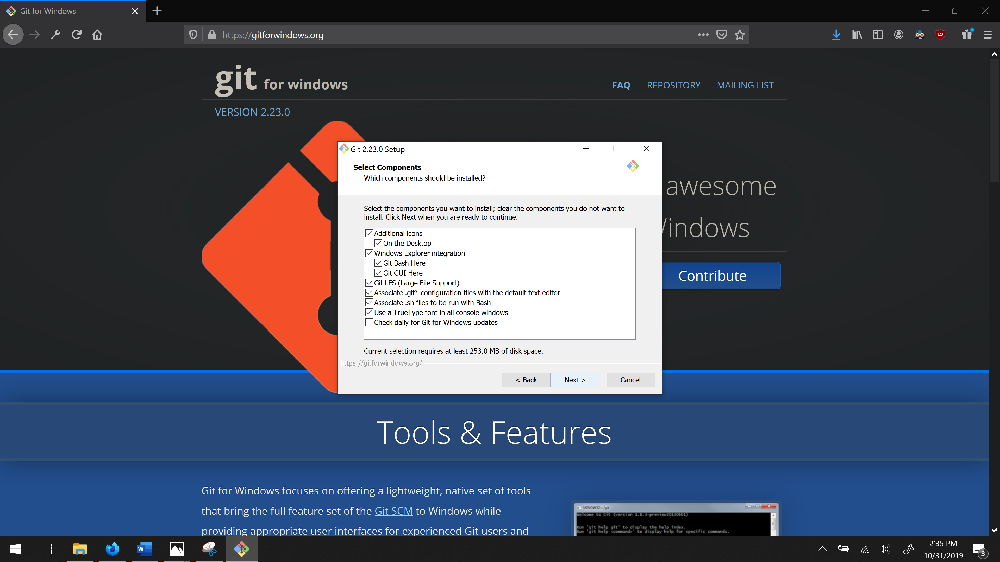 Git for Windows
https://gitforwindows.org
git for windows
FAQ REPOSITORY MAILING LIST
VERSION 2.23.0
Git 2.23.0 Setup
Select Components
Which components should be installed?
awesome
Windows
Select the components you want to install; clear the components you do not want to
install. Click Next when you are ready to continue.
Additional icons
On the Desktop
Windows Explorer integration
Git Bash Here
Git GUI Here
Git LFS (Large File Support)
Associate .git* configuration files with the default text editor
Associate .sh files to be run with Bash
Use a TrueType font in all console windows
Check daily for Git for Windows updates
Contribute
Current selection requires at least 253.0 MB of disk space.
https://gitforwindows.org/
< Back Next > Cancel
Tools & Features
Git for Windows focuses on offering a lightweight, native set of tools
that bring the full feature set of the Git SCM to Windows while
providing appropriate user interfaces for experienced Git users and
MINGW32:~/git
Welcome to Git (version 1.8.3-preview20130601)
Run 'git help git' to display the help index.
Run 'git help <command>' to display help for specific commands.
2:35 PM
10/31/2019
3